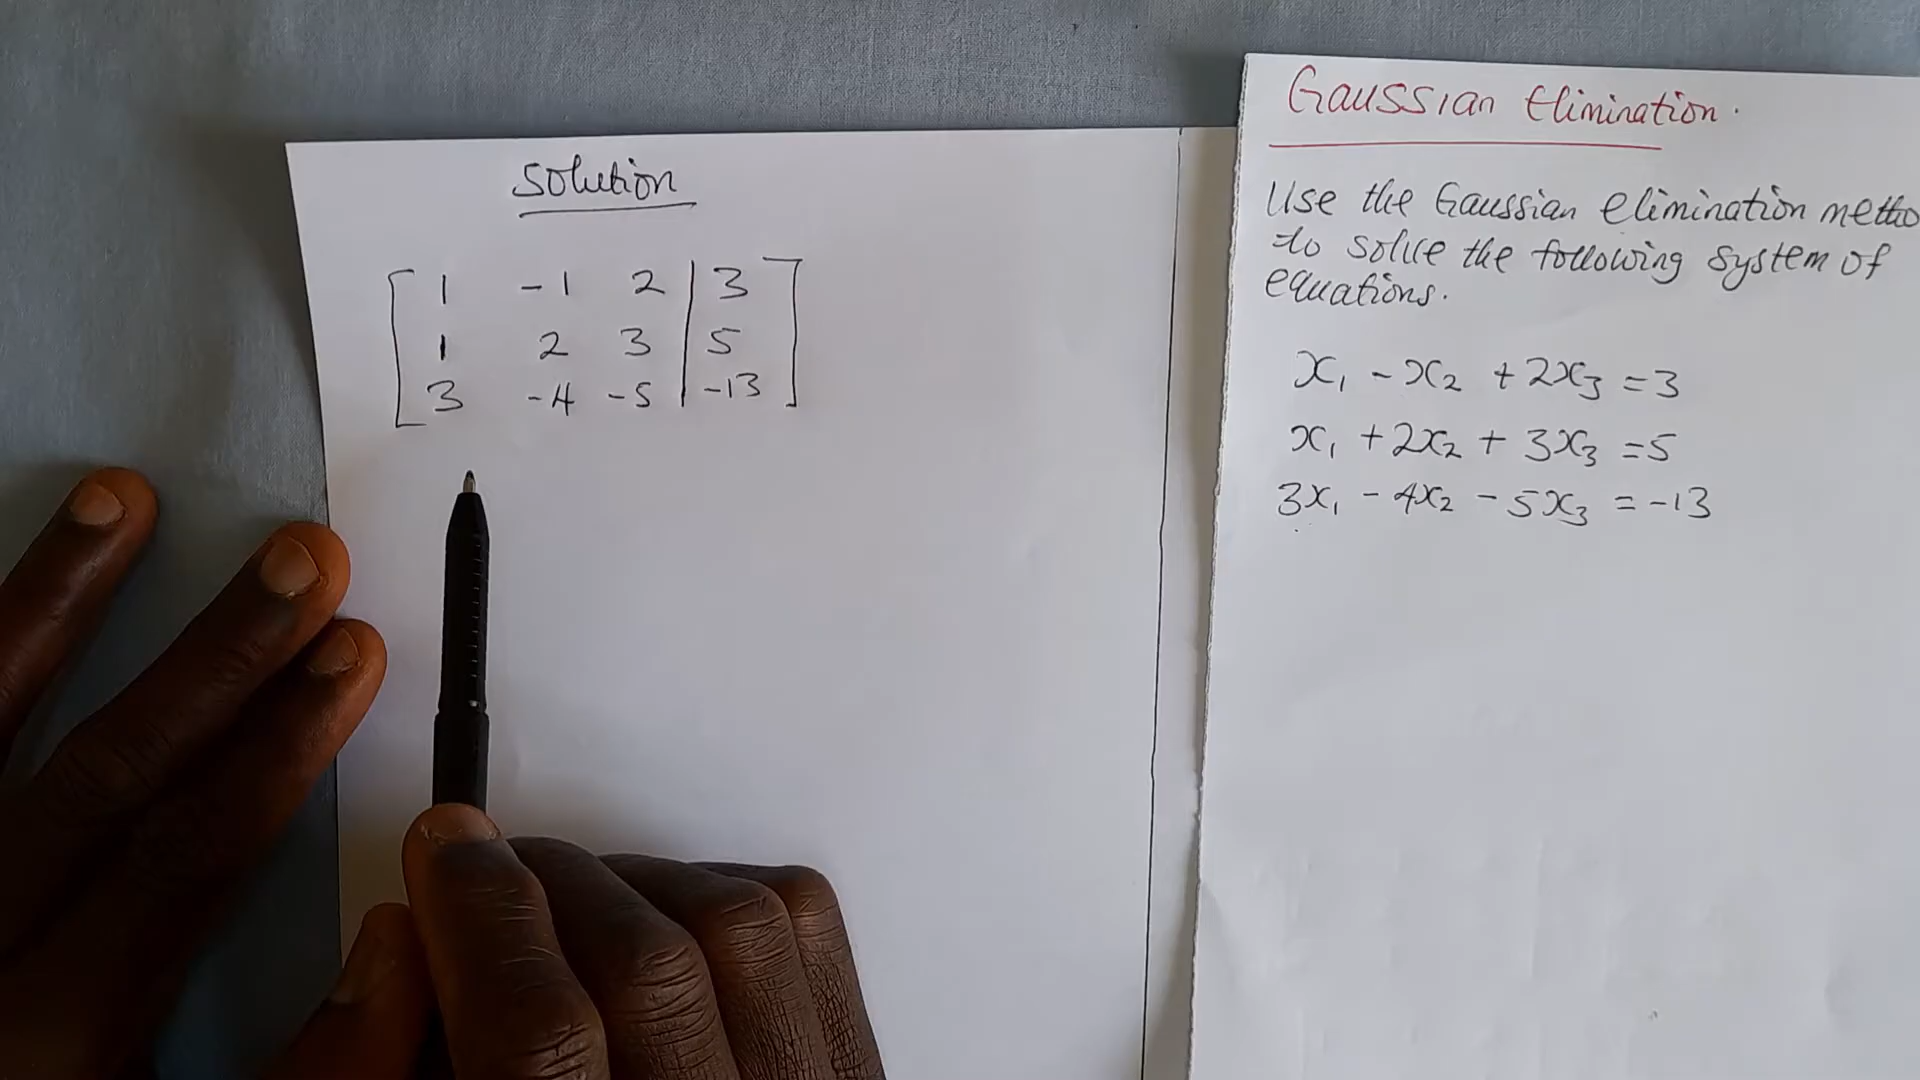 Solution
1 -1 2 | 3
1 2 3 | 5
3 -4 -5 | -13
Gaussian Elimination.
Use the Gaussian elimination metho
to solve the following system of
equations.
x₁ - x₂ + 2x₃ = 3
x₁ + 2x₂ + 3x₃ = 5
3x₁ - 4x₂ - 5x₃ = -13